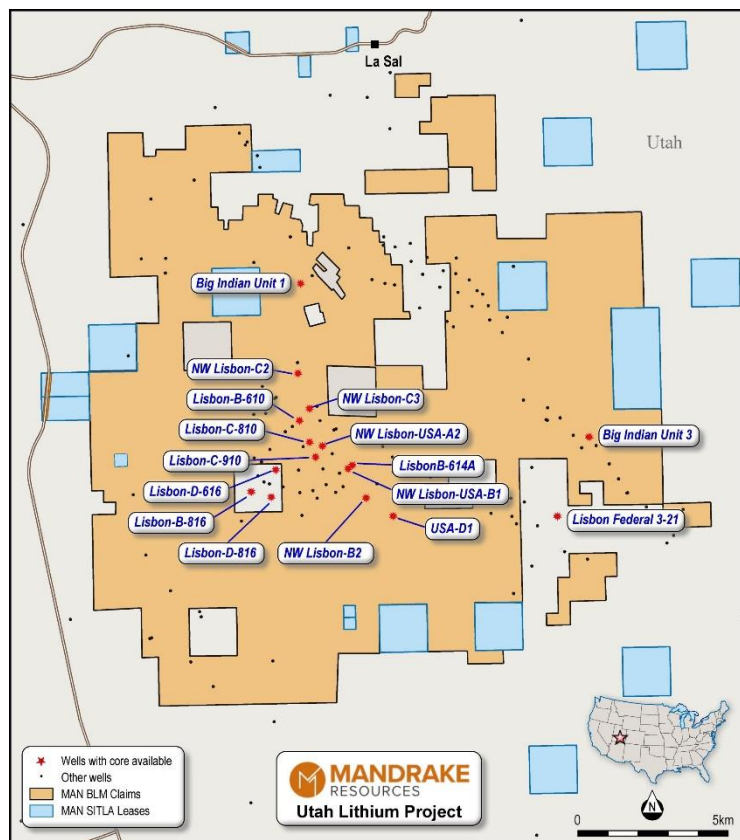 La Sal
Utah
Big Indian Unit 1
NW Lisbon-C2
Lisbon-B-610
NW Lisbon-C3
Lisbon-C-810
NW Lisbon-USA-A2
Big Indian Unit 3
Lisbon-C-910
LisbonB-614A
Lisbon-D-616
NW Lisbon-USA-B1
Lisbon-B-816
Lisbon Federal 3-21
Lisbon-D-816
NW Lisbon-B2
USA-D1
Wells with core available
Other wells
MAN BLM Claims
MAN SITLA Leases
MANDRAKE
RESOURCES
Utah Lithium Project
N
0
5km